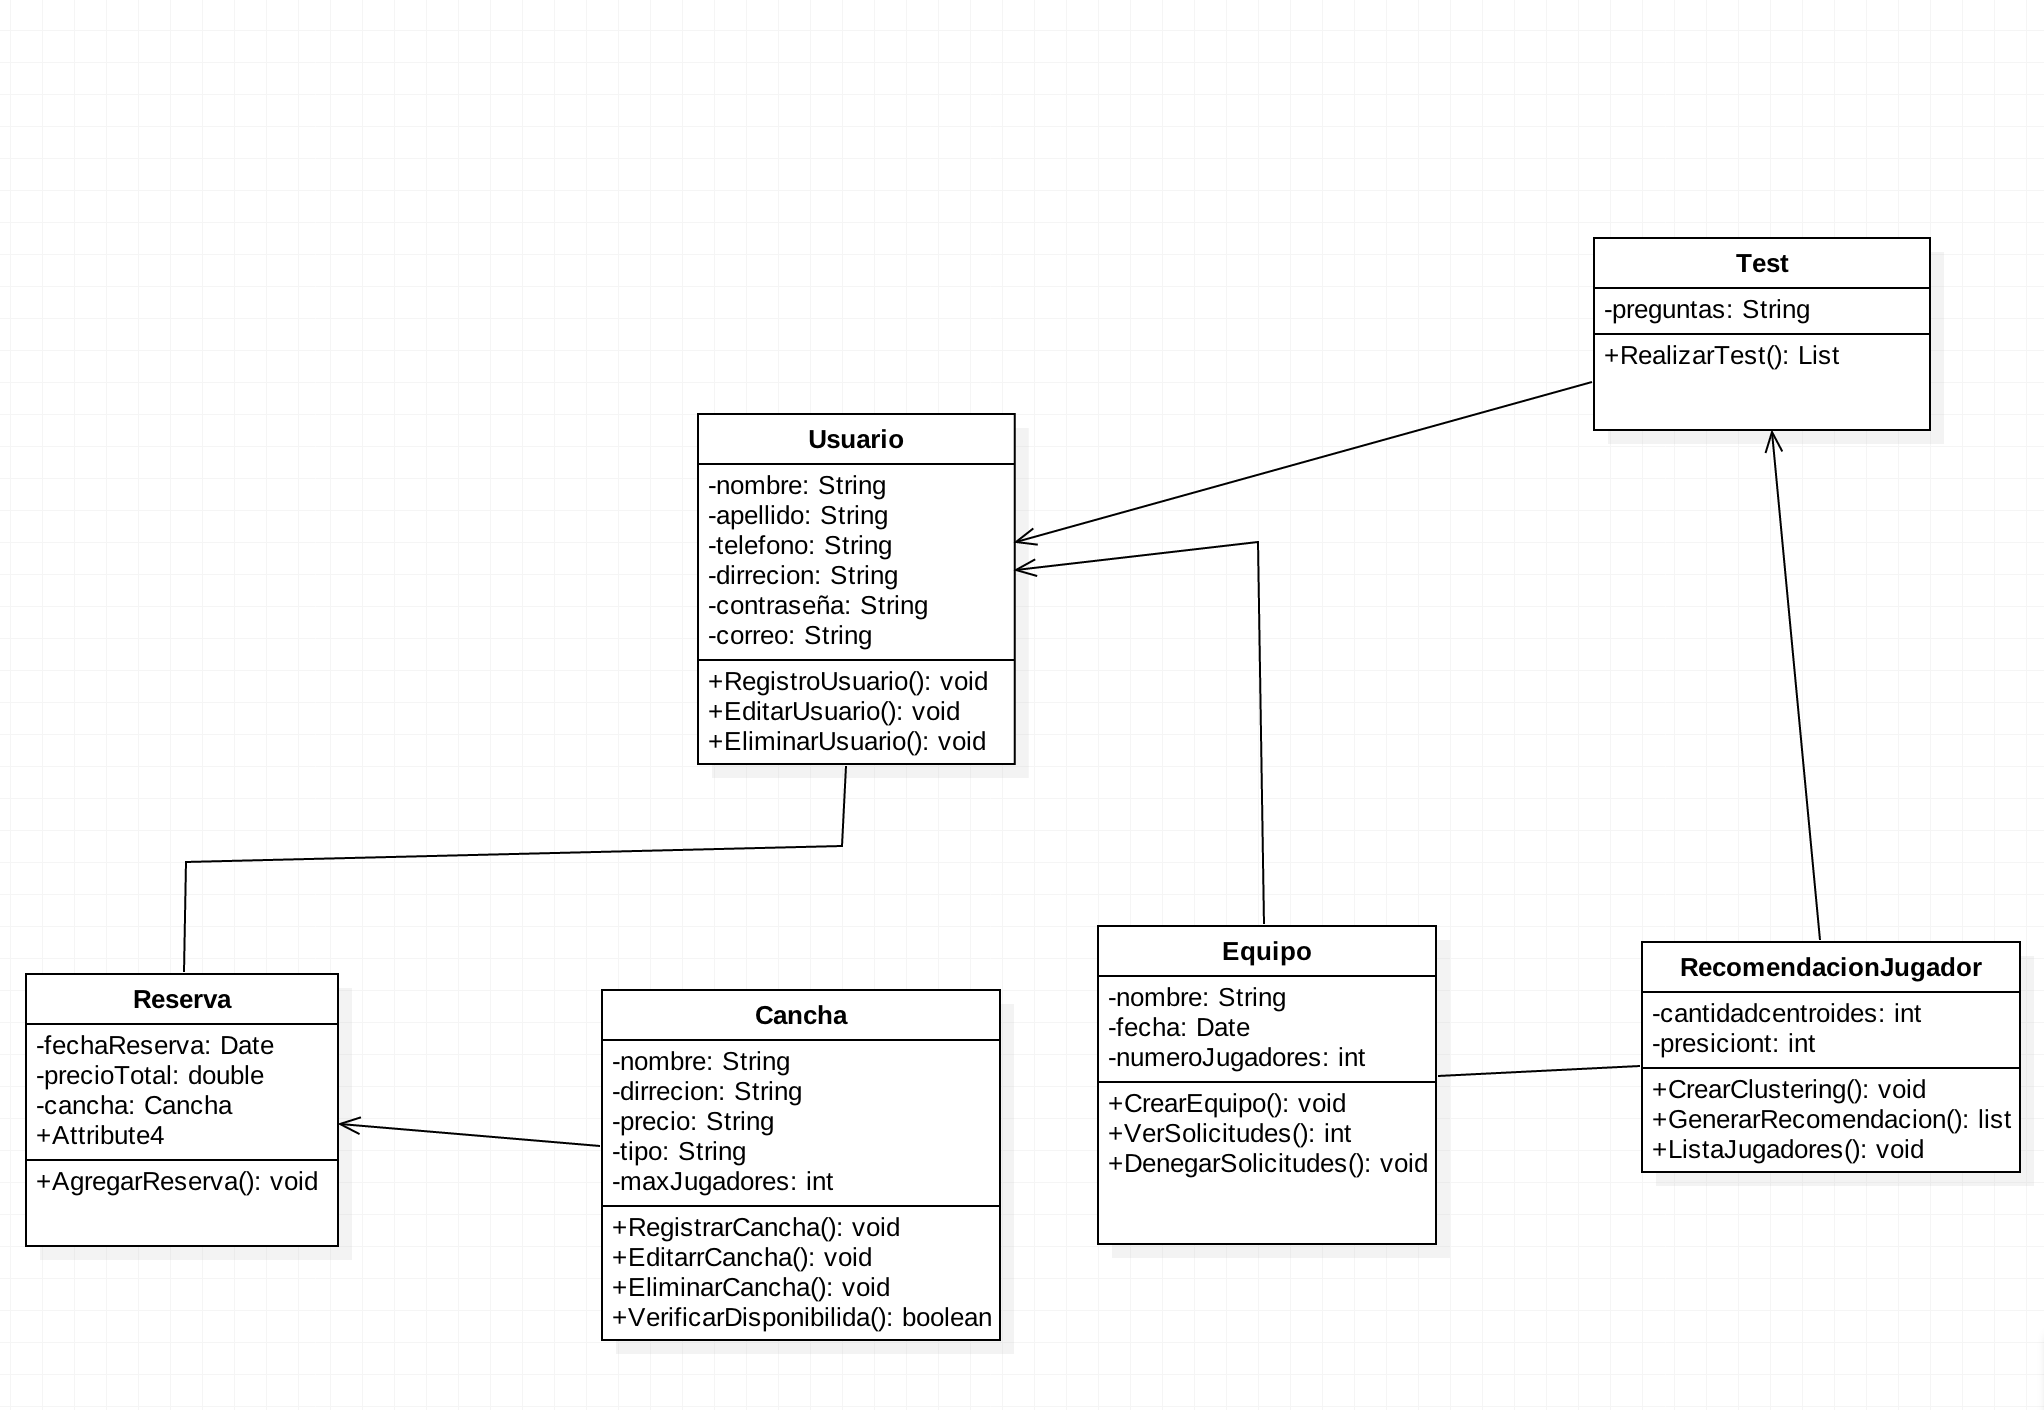 Test
-preguntas: String
+RealizarTest(): List
Usuario
-nombre: String
-apellido: String
-telefono: String
-dirrecion: String
-contraseña: String
-correo: String
+RegistroUsuario(): void
+EditarUsuario(): void
+EliminarUsuario(): void
Reserva
-fechaReserva: Date
-precioTotal: double
-cancha: Cancha
+Attribute4
+AgregarReserva(): void
Cancha
-nombre: String
-dirrecion: String
-precio: String
-tipo: String
-maxJugadores: int
+RegistrarCancha(): void
+EditarrCancha(): void
+EliminarCancha(): void
+VerificarDisponibilida(): boolean
Equipo
-nombre: String
-fecha: Date
-numeroJugadores: int
+CrearEquipo(): void
+VerSolicitudes(): int
+DenegarSolicitudes(): void
RecomendacionJugador
-cantidadcentroides: int
-presiciont: int
+CrearClustering(): void
+GenerarRecomendacion(): list
+ListaJugadores(): void